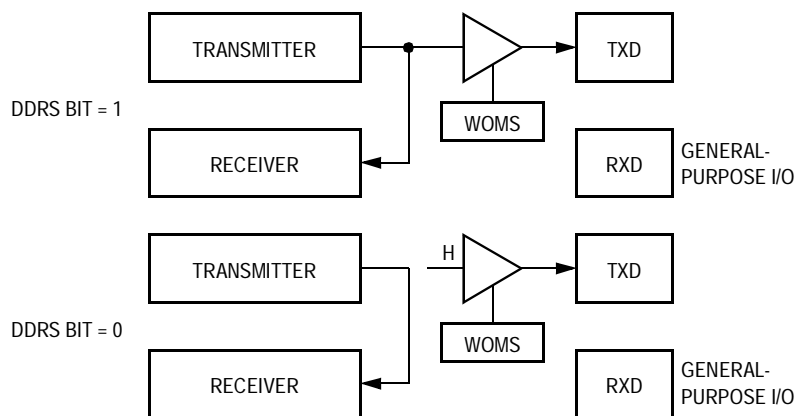 TRANSMITTER
TXD
DDRS BIT = 1
WOMS
RECEIVER
RXD
GENERAL-
PURPOSE I/O
TRANSMITTER
H
TXD
DDRS BIT = 0
WOMS
RECEIVER
RXD
GENERAL-
PURPOSE I/O